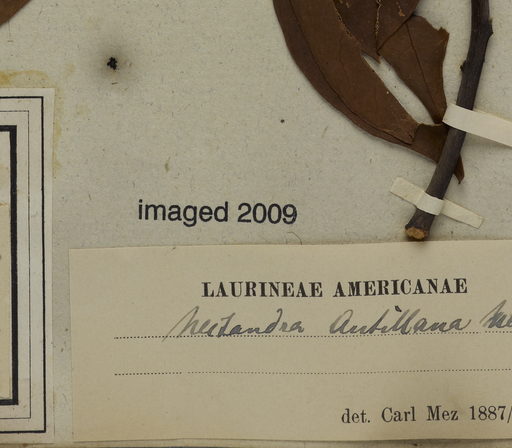 imaged 2009
LAURINEAE AMERICANAE
Nectandra Antillana
det. Carl Mez 1887/